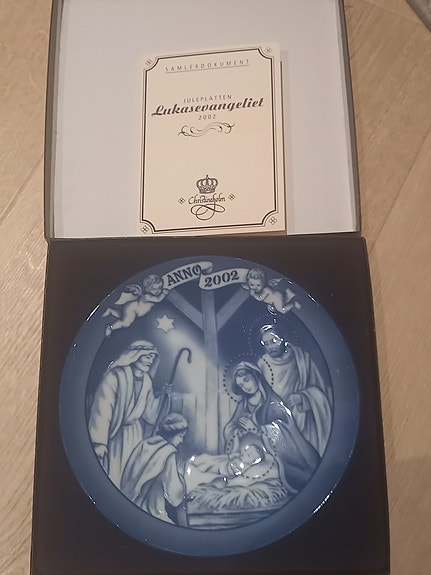 SAMLERDOKUMENT
JULEPLATTEN
Lukasevangeliet
2002
Christineholm
ANNO 2002